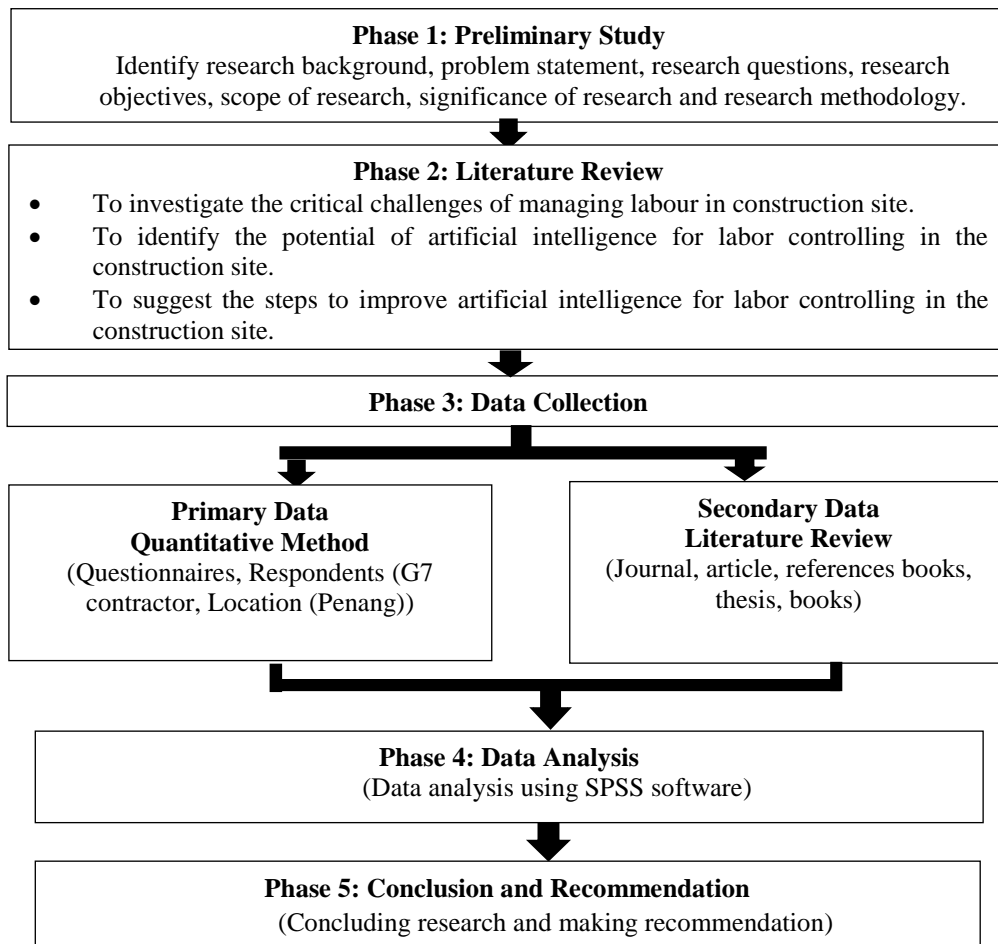 Phase 1: Preliminary Study
Identify research background, problem statement, research questions, research
objectives, scope of research, significance of research and research methodology.
Phase 2: Literature Review
• To investigate the critical challenges of managing labour in construction site.
• To identify the potential of artificial intelligence for labor controlling in the
construction site.
• To suggest the steps to improve artificial intelligence for labor controlling in the
construction site.
Phase 3: Data Collection
Primary Data
Quantitative Method
(Questionnaires, Respondents (G7
contractor, Location (Penang))
Secondary Data
Literature Review
(Journal, article, references books,
thesis, books)
Phase 4: Data Analysis
(Data analysis using SPSS software)
Phase 5: Conclusion and Recommendation
(Concluding research and making recommendation)